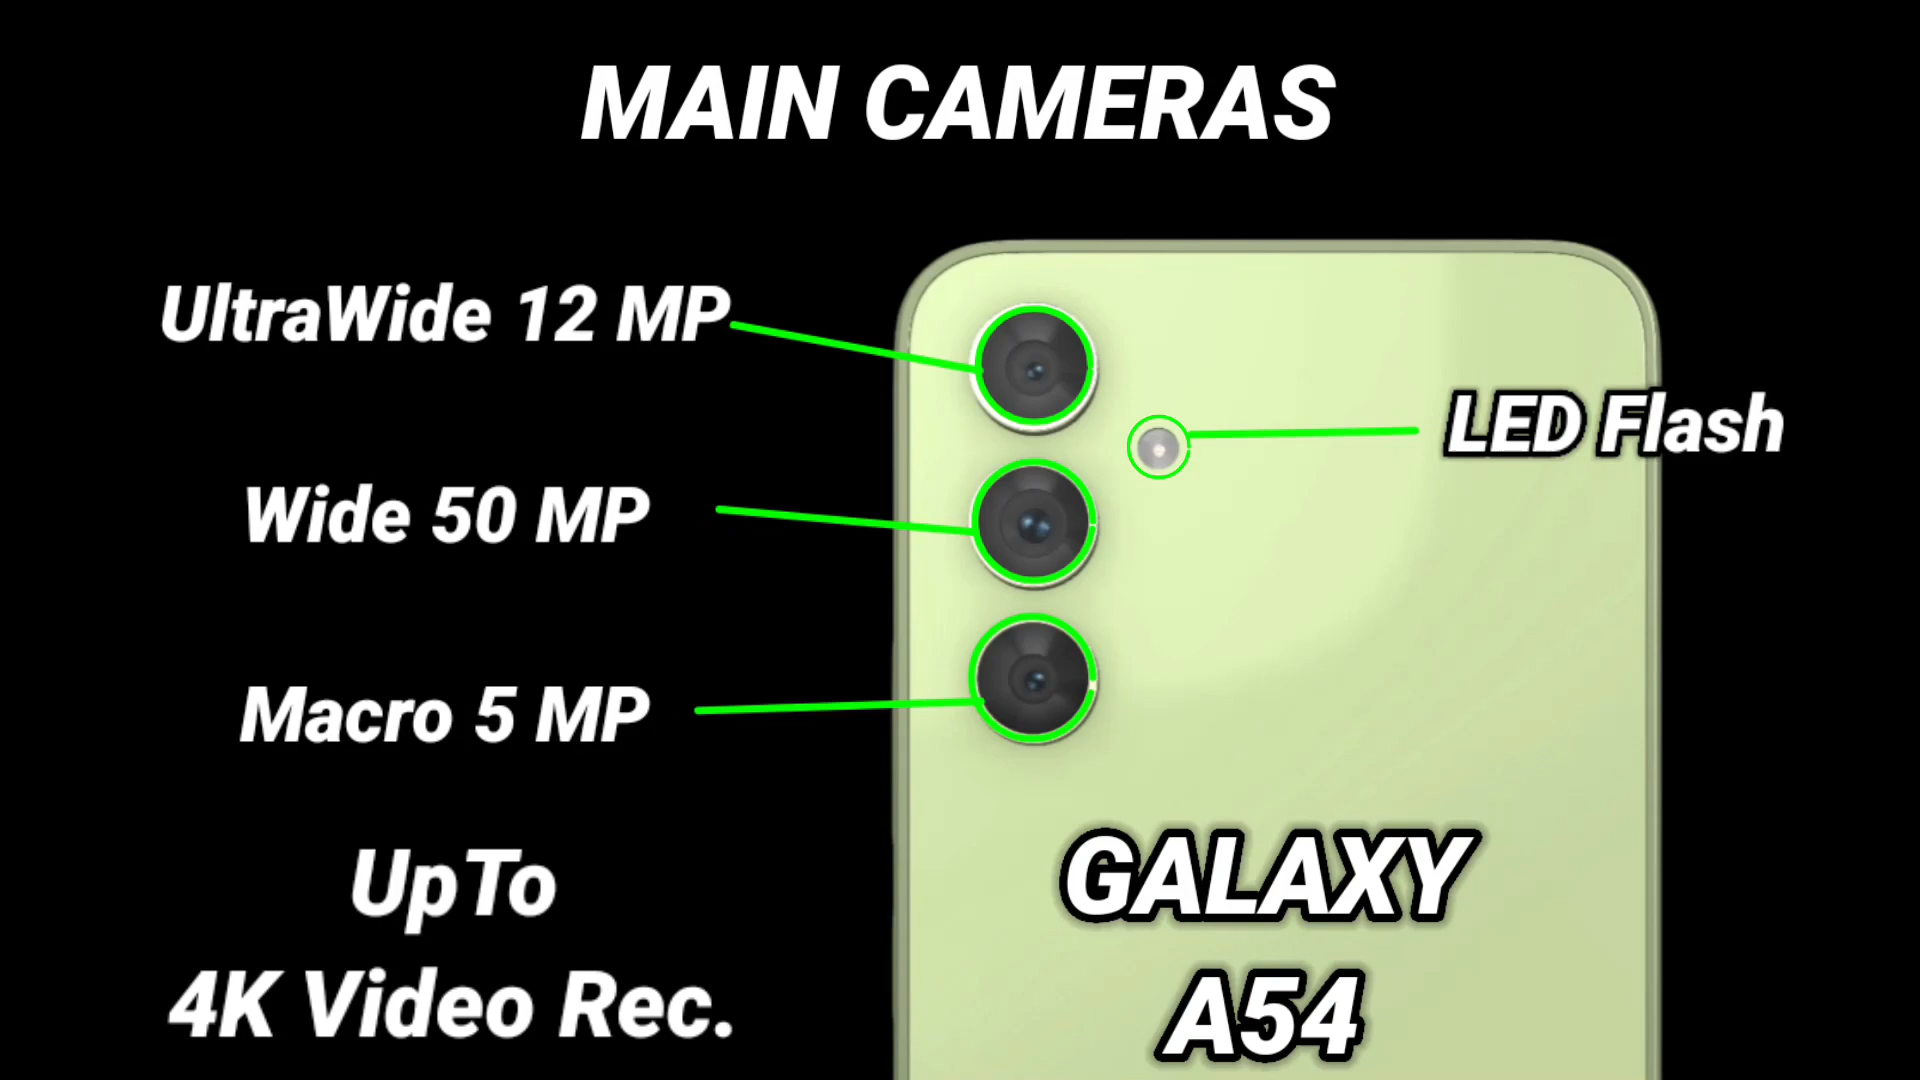 MAIN CAMERAS
UltraWide 12 MP
LED Flash
Wide 50 MP
Macro 5 MP
UpTo
4K Video Rec.
GALAXY
A54